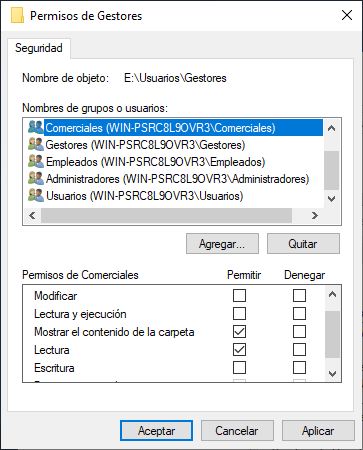 Permisos de Gestores
Seguridad
Nombre de objeto: E:\Usuarios\Gestores
Nombres de grupos o usuarios:
Comerciales (WIN-PSRC8L9OVR3\Comerciales)
Gestores (WIN-PSRC8L9OVR3\Gestores)
Empleados (WIN-PSRC8L9OVR3\Empleados)
Administradores (WIN-PSRC8L9OVR3\Administradores)
Usuarios (WIN-PSRC8L9OVR3\Usuarios)
Agregar... Quitar
Permisos de Comerciales Permitir Denegar
Modificar
Lectura y ejecución
Mostrar el contenido de la carpeta
Lectura
Escritura
Aceptar Cancelar Aplicar